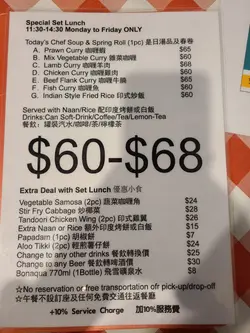 Special Set Lunch
11:30-14:30 Monday to Friday ONLY
Today's Chef Soup & Spring Roll (1pc) 是日湯品及春卷
A. Prawn Curry 咖喱蝦 $65
B. Mix Vegetable Curry 雜菜咖喱 $60
C. Lamb Curry 咖喱羊肉 $68
D. Chicken Curry 咖喱雞 $60
E. Beef Flank Curry 咖喱牛腩 $65
F. Fish Curry 咖喱魚 $60
G. Indian Style Fried Rice 印式炒飯 $60
Served with Naan/Rice 配印度烤餅或白飯
Drinks:Can Soft-Drink/Coffee/Tea/Lemon-Tea
餐飲：罐裝汽水/咖啡/茶/檸檬茶
$60-$68
Extra Deal with Set Lunch 優惠小食
Vegetable Samosa (2pc) 蔬菜咖喱角 $24
Stir Fry Cabbage 炒椰菜 $28
Tandoori Chicken Wing (2pc) 印式雞翼 $26
Extra Naan or Rice 額外印度烤餅或白飯 $15
Papadam (1pc) 胡椒餅 $7
Aloo Tikki (2pc) 輕煎薯仔餅 $24
Change to any other drinks 餐飲轉換 $25
Change to any Beer 餐飲轉啤酒 $30
Bonaqua 770ml (1Bottle) 飛雪礦泉水 $8
☆No reservation or free transportation of pick-up/drop-off
☆午餐不設訂座及任何免費交通往返餐廳
+10% Service Charge 加10%服務費